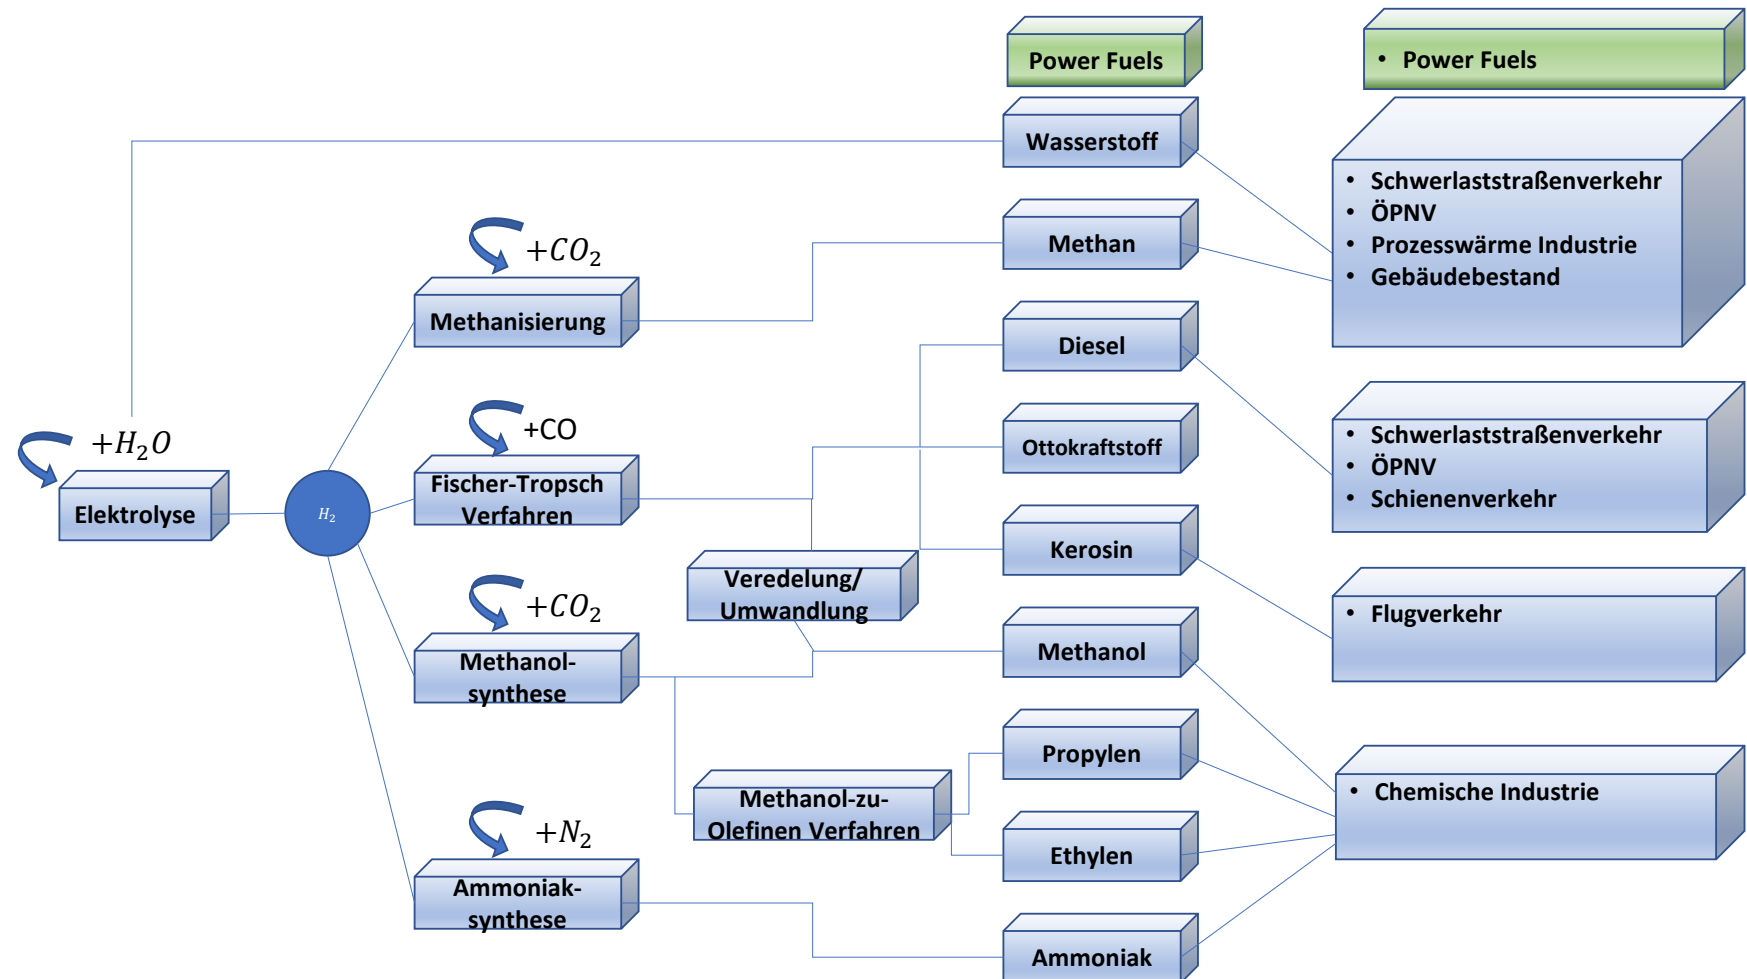 Power Fuels
• Power Fuels
Wasserstoff
• Schwerlaststraßenverkehr
• ÖPNV
• Prozesswärme Industrie
• Gebäudebestand
+CO₂
Methan
Methanisierung
Diesel
+CO
Fischer-Tropsch
Verfahren
Ottokraftstoff
• Schwerlaststraßenverkehr
• ÖPNV
• Schienenverkehr
+H₂O
Elektrolyse
H₂
Kerosin
Veredelung/
Umwandlung
• Flugverkehr
+CO₂
Methanol-
synthese
Methanol
Propylen
Methanol-zu-
Olefinen Verfahren
• Chemische Industrie
+N₂
Ethylen
Ammoniak-
synthese
Ammoniak